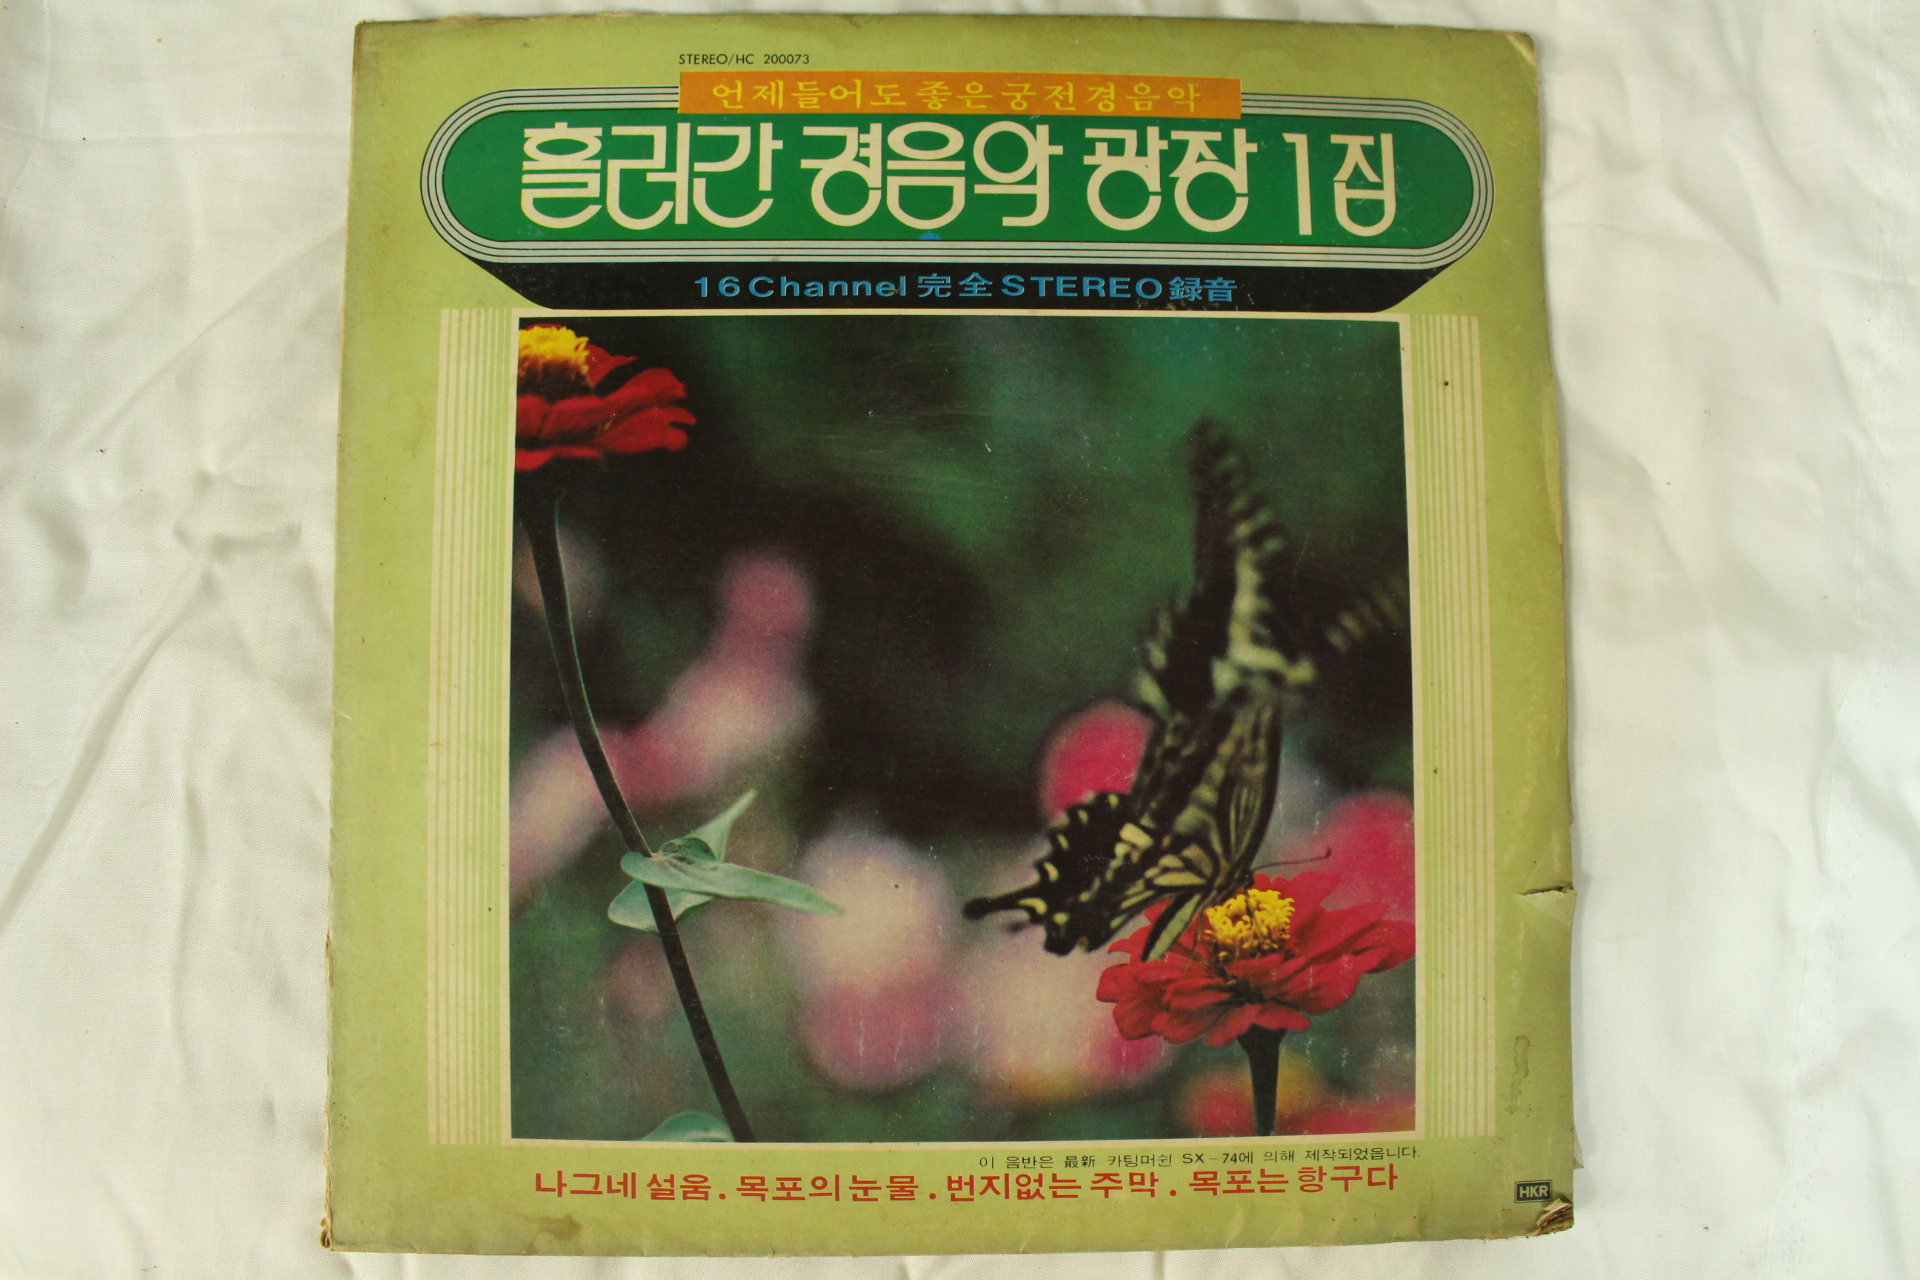 STEREO/HC 200073
언제들어도 좋은 궁전경음악
흘러간 경음악 광장 1집
16 Channel 完全 STEREO 録音
이 음반은 最新 카팅머쉰 SX-74에 의해 제작되었읍니다.
나그네 설움. 목포의 눈물. 번지없는 주막. 목포는 항구다
HKR